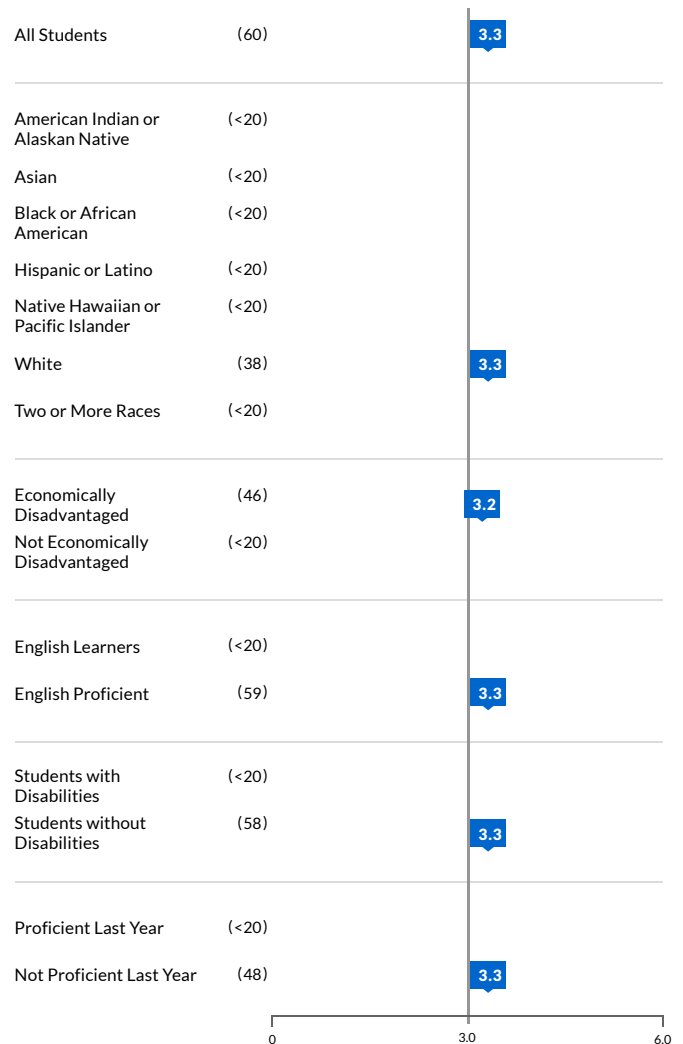 All Students (60) 3.3
American Indian or (<20)
Alaskan Native
Asian (<20)
Black or African (<20)
American
Hispanic or Latino (<20)
Native Hawaiian or (<20)
Pacific Islander
White (38) 3.3
Two or More Races (<20)
Economically (46) 3.2
Disadvantaged
Not Economically (<20)
Disadvantaged
English Learners (<20)
English Proficient (59) 3.3
Students with (<20)
Disabilities
Students without (58) 3.3
Disabilities
Proficient Last Year (<20)
Not Proficient Last Year (48) 3.3
0 3.0 6.0